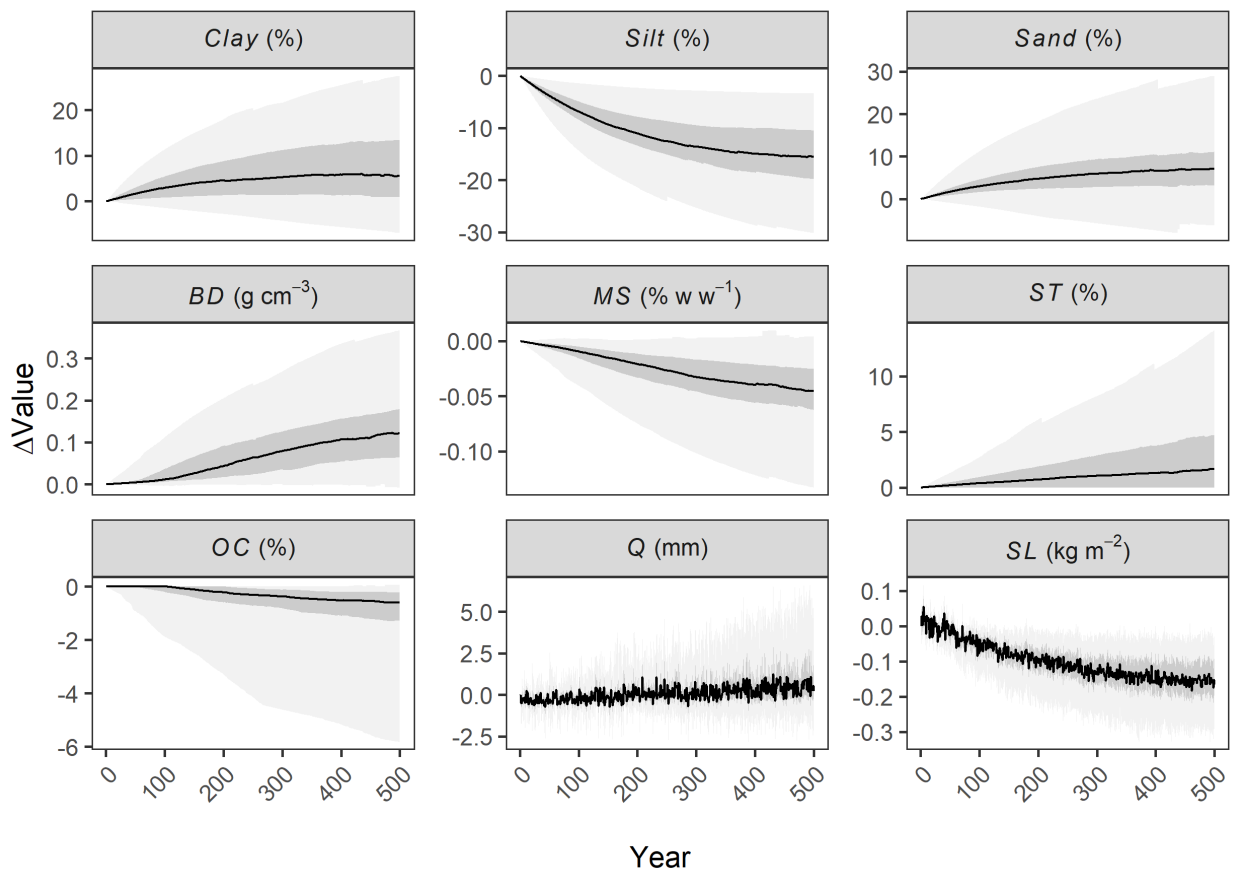 Clay (%)
Silt (%)
Sand (%)
20
10
0
0
-10
-20
-30
30
20
10
0
BD (g cm⁻³)
MS (% w w⁻¹)
ST (%)
0.3
0.2
0.1
0.0
0.00
-0.05
-0.10
10
5
0
ΔValue
OC (%)
Q (mm)
SL (kg m⁻²)
0
-2
-4
-6
5.0
2.5
0.0
-2.5
0.1
0.0
-0.1
-0.2
-0.3
0 100 200 300 400 500
0 100 200 300 400 500
0 100 200 300 400 500
Year